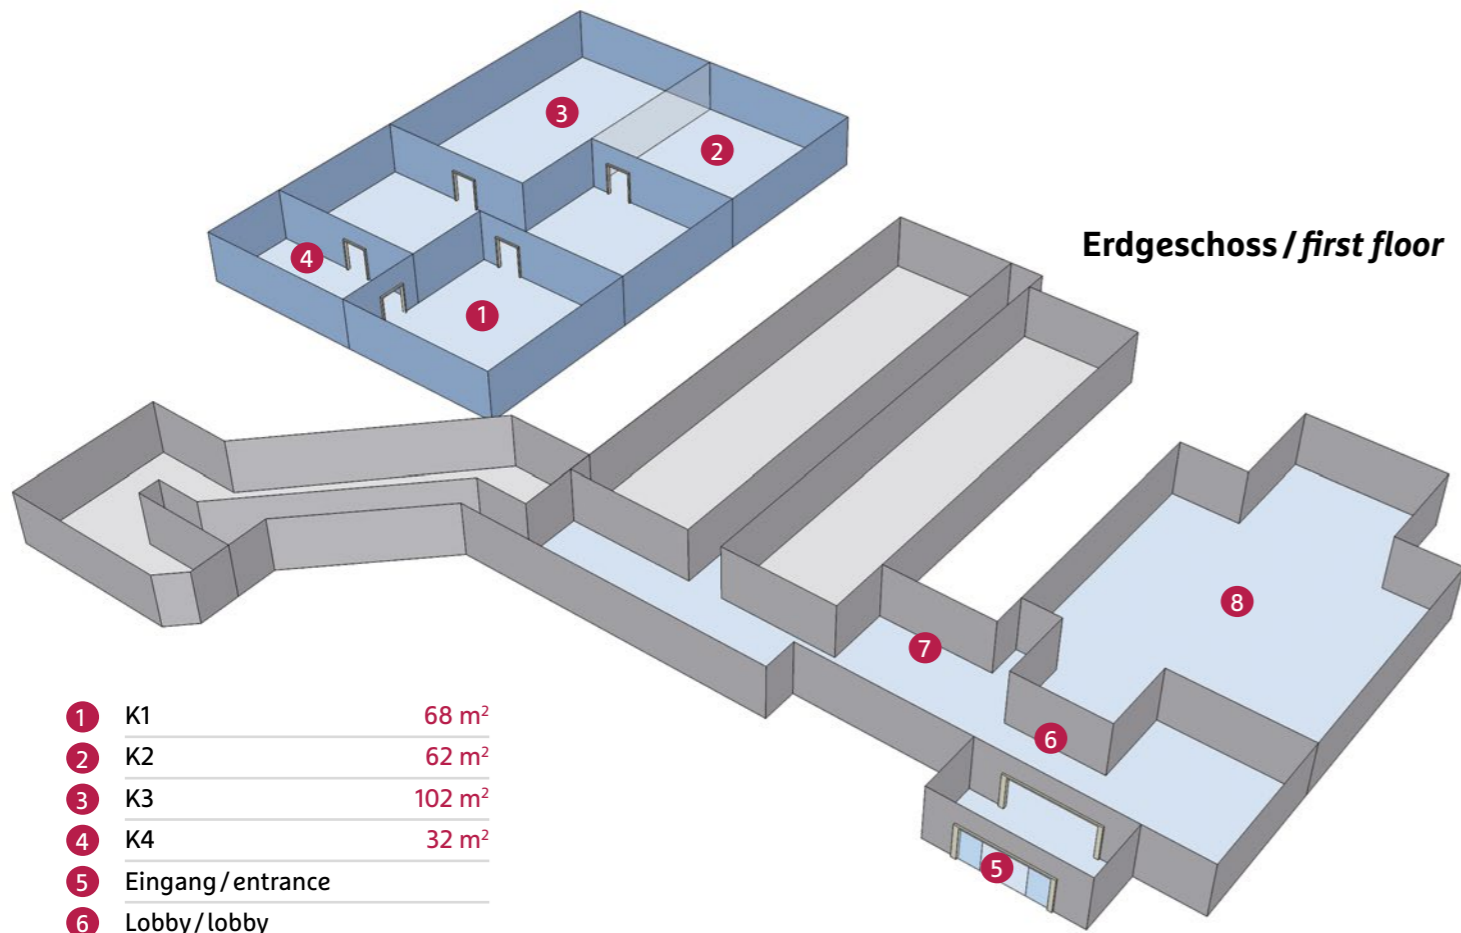 3
2
4
1
Erdgeschoss / first floor
8
7
6
5
1 K1 68 m²
2 K2 62 m²
3 K3 102 m²
4 K4 32 m²
5 Eingang / entrance
6 Lobby / lobby